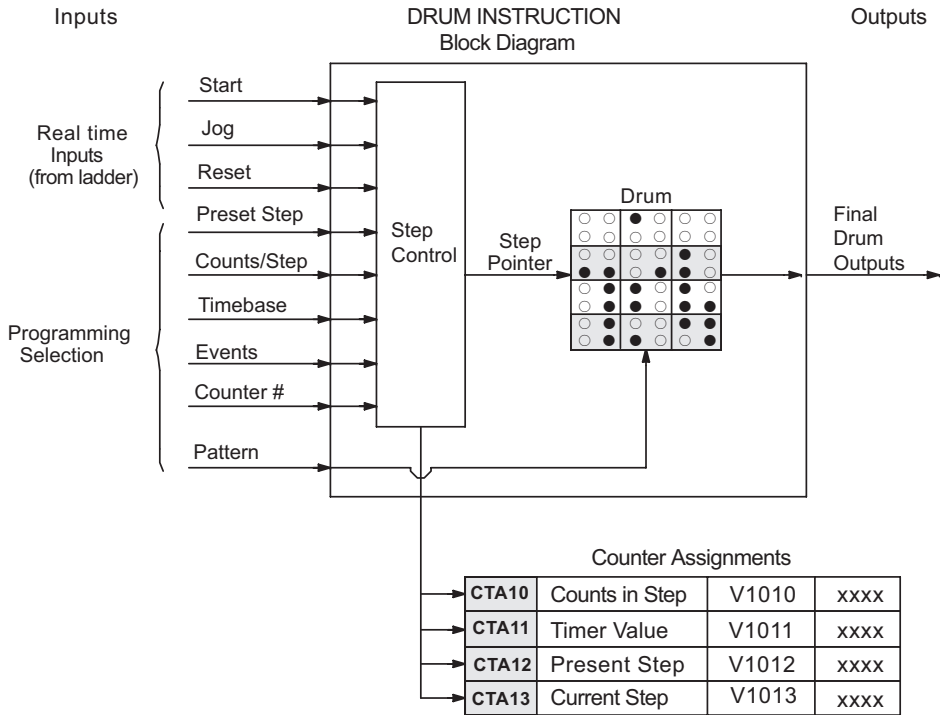 Inputs
DRUM INSTRUCTION
Block Diagram
Outputs
Real time
Inputs
(from ladder)
Start
Jog
Reset
Programming
Selection
Preset Step
Counts/Step
Timebase
Events
Counter #
Pattern
Step
Control
Step
Pointer
Drum
Final
Drum
Outputs
Counter Assignments
CTA10 Counts in Step V1010 xxxx
CTA11 Timer Value V1011 xxxx
CTA12 Present Step V1012 xxxx
CTA13 Current Step V1013 xxxx